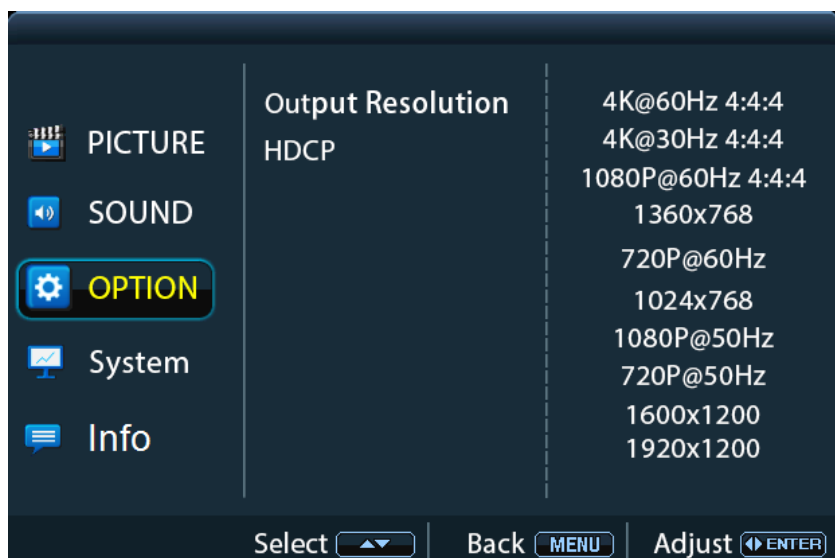 PICTURE
SOUND
OPTION
System
Info
Output Resolution
HDCP
4K@60Hz 4:4:4
4K@30Hz 4:4:4
1080P@60Hz 4:4:4
1360x768
720P@60Hz
1024x768
1080P@50Hz
720P@50Hz
1600x1200
1920x1200
Select Back MENU Adjust ENTER